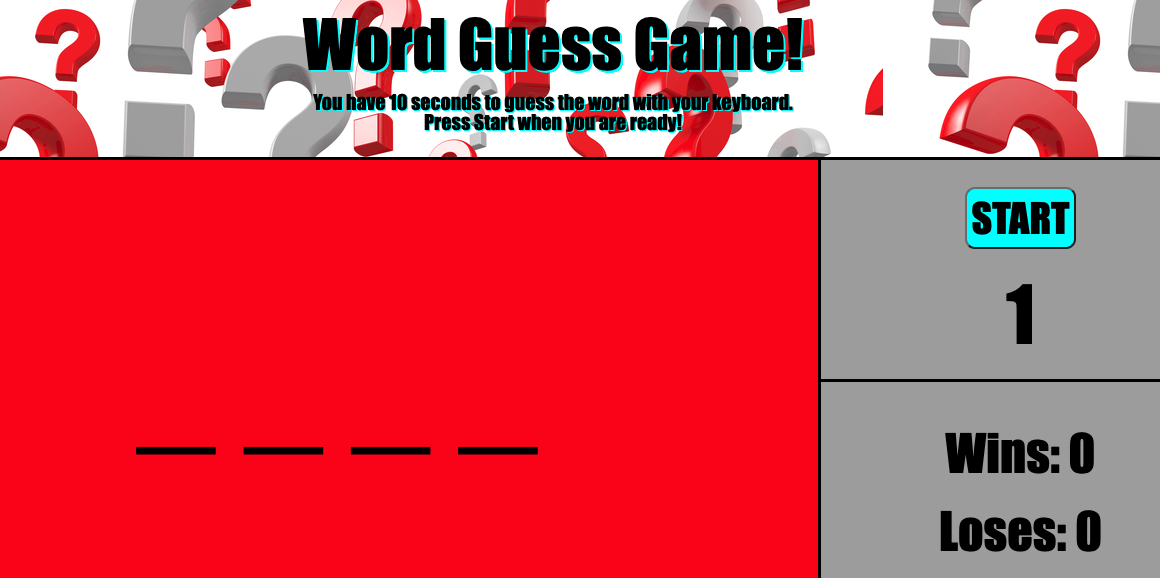 Word Guess Game!
You have 10 seconds to guess the word with your keyboard.
Press Start when you are ready!
START
1
_ _ _ _
Wins: 0
Loses: 0